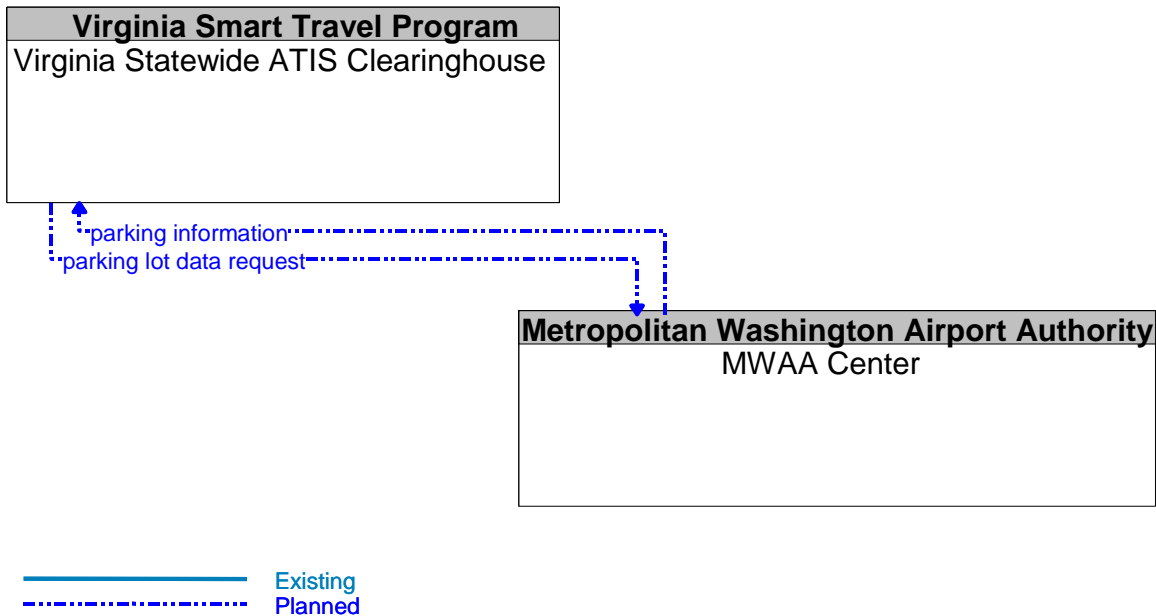 Virginia Smart Travel Program
Virginia Statewide ATIS Clearinghouse
parking information
parking lot data request
Metropolitan Washington Airport Authority
MWAA Center
Existing
Planned